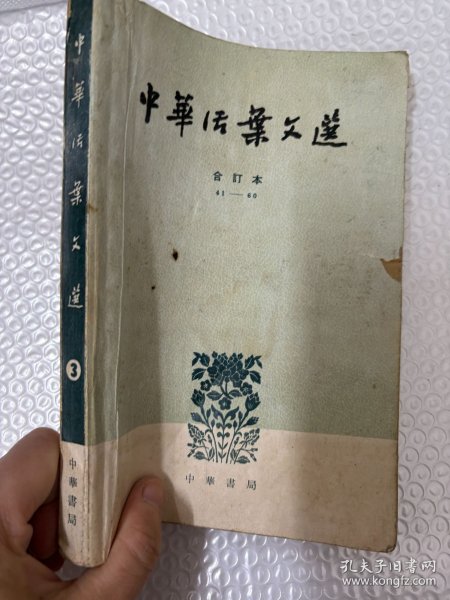 中華活葉文選
合訂本
41—60
中華書局
中華活葉文選
3
中華書局
孔夫子旧书网
www.kongfz.com